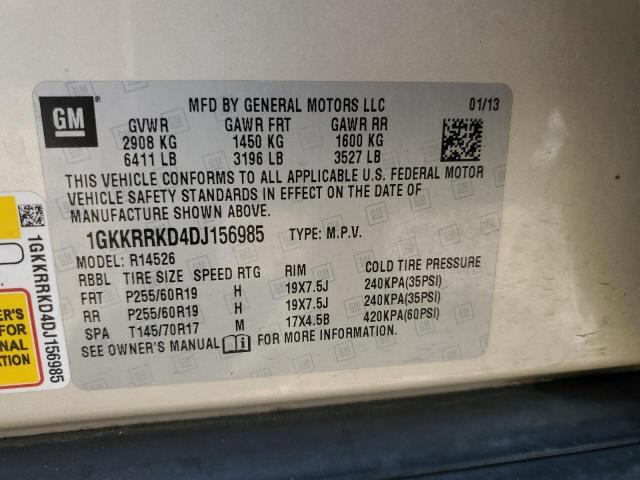 GM
MFD BY GENERAL MOTORS LLC 01/13
GVWR GAWR FRT GAWR RR
2908 KG 1450 KG 1600 KG
6411 LB 3196 LB 3527 LB
THIS VEHICLE CONFORMS TO ALL APPLICABLE U.S. FEDERAL MOTOR
VEHICLE SAFETY STANDARDS IN EFFECT ON THE DATE OF
MANUFACTURE SHOWN ABOVE.
1GKKRRKD4DJ156985 TYPE: M.P.V.
MODEL: R14526
RBBL TIRE SIZE SPEED RTG RIM COLD TIRE PRESSURE
FRT P255/60R19 H 19X7.5J 240KPA(35PSI)
RR P255/60R19 H 19X7.5J 240KPA(35PSI)
SPA T145/70R17 M 17X4.5B 420KPA(60PSI)
SEE OWNER'S MANUAL FOR MORE INFORMATION.
1GKKRRKD4DJ156985
ER'S
FOR
NAL
ATION